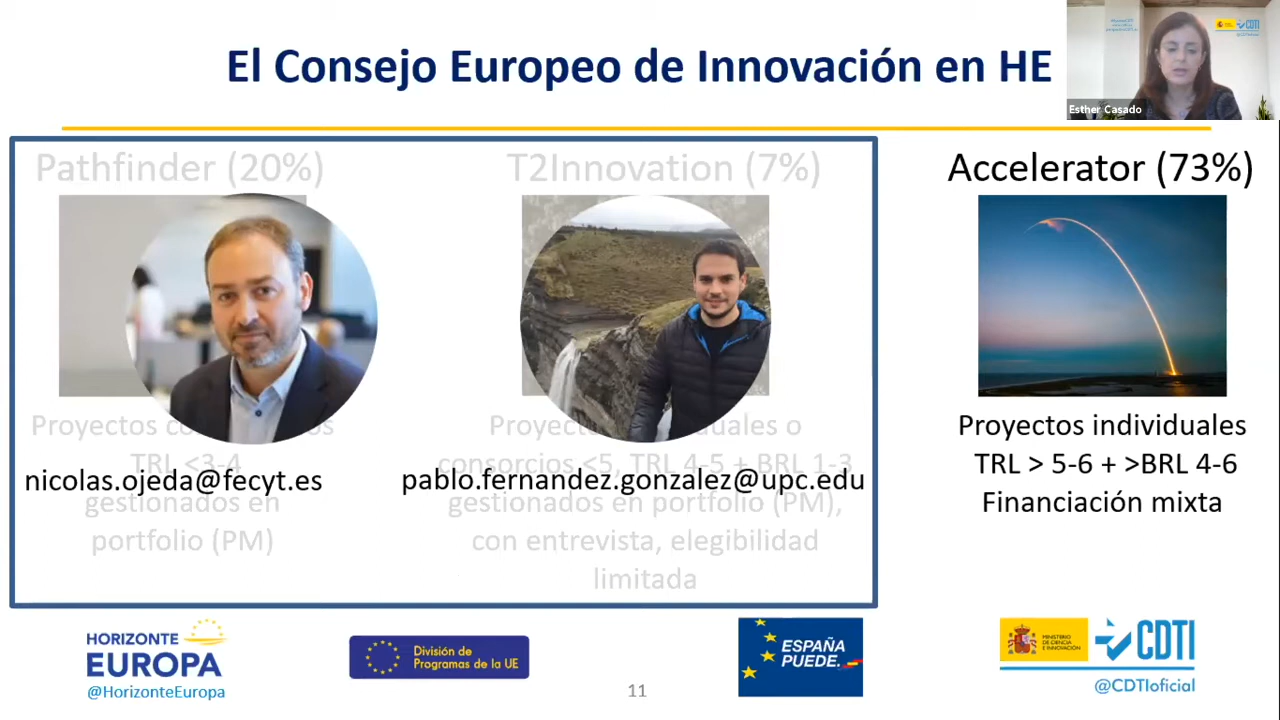 El Consejo Europeo de Innovación en HE
CDTI
@CDTIoficial
Esther Casado
Pathfinder (20%)
T2Innovation (7%)
Accelerator (73%)
Proyectos
TRL <3-4
nicolas.ojeda@fecyt.es
gestionados en
portfolio (PM)
o
consorcios <5, TRL 4-5 + BRL 1-3
pablo.fernandez.gonzalez@upc.edu
gestionados en portfolio (PM),
con entrevista, elegibilidad
limitada
Proyectos individuales
TRL > 5-6 + >BRL 4-6
Financiación mixta
HORIZONTE
EUROPA
@HorizonteEuropa
División de
Programas de la UE
11
ESPAÑA
PUEDE.
MINISTERIO
DE CIENCIA
E INNOVACIÓN
CDTI
@CDTIoficial